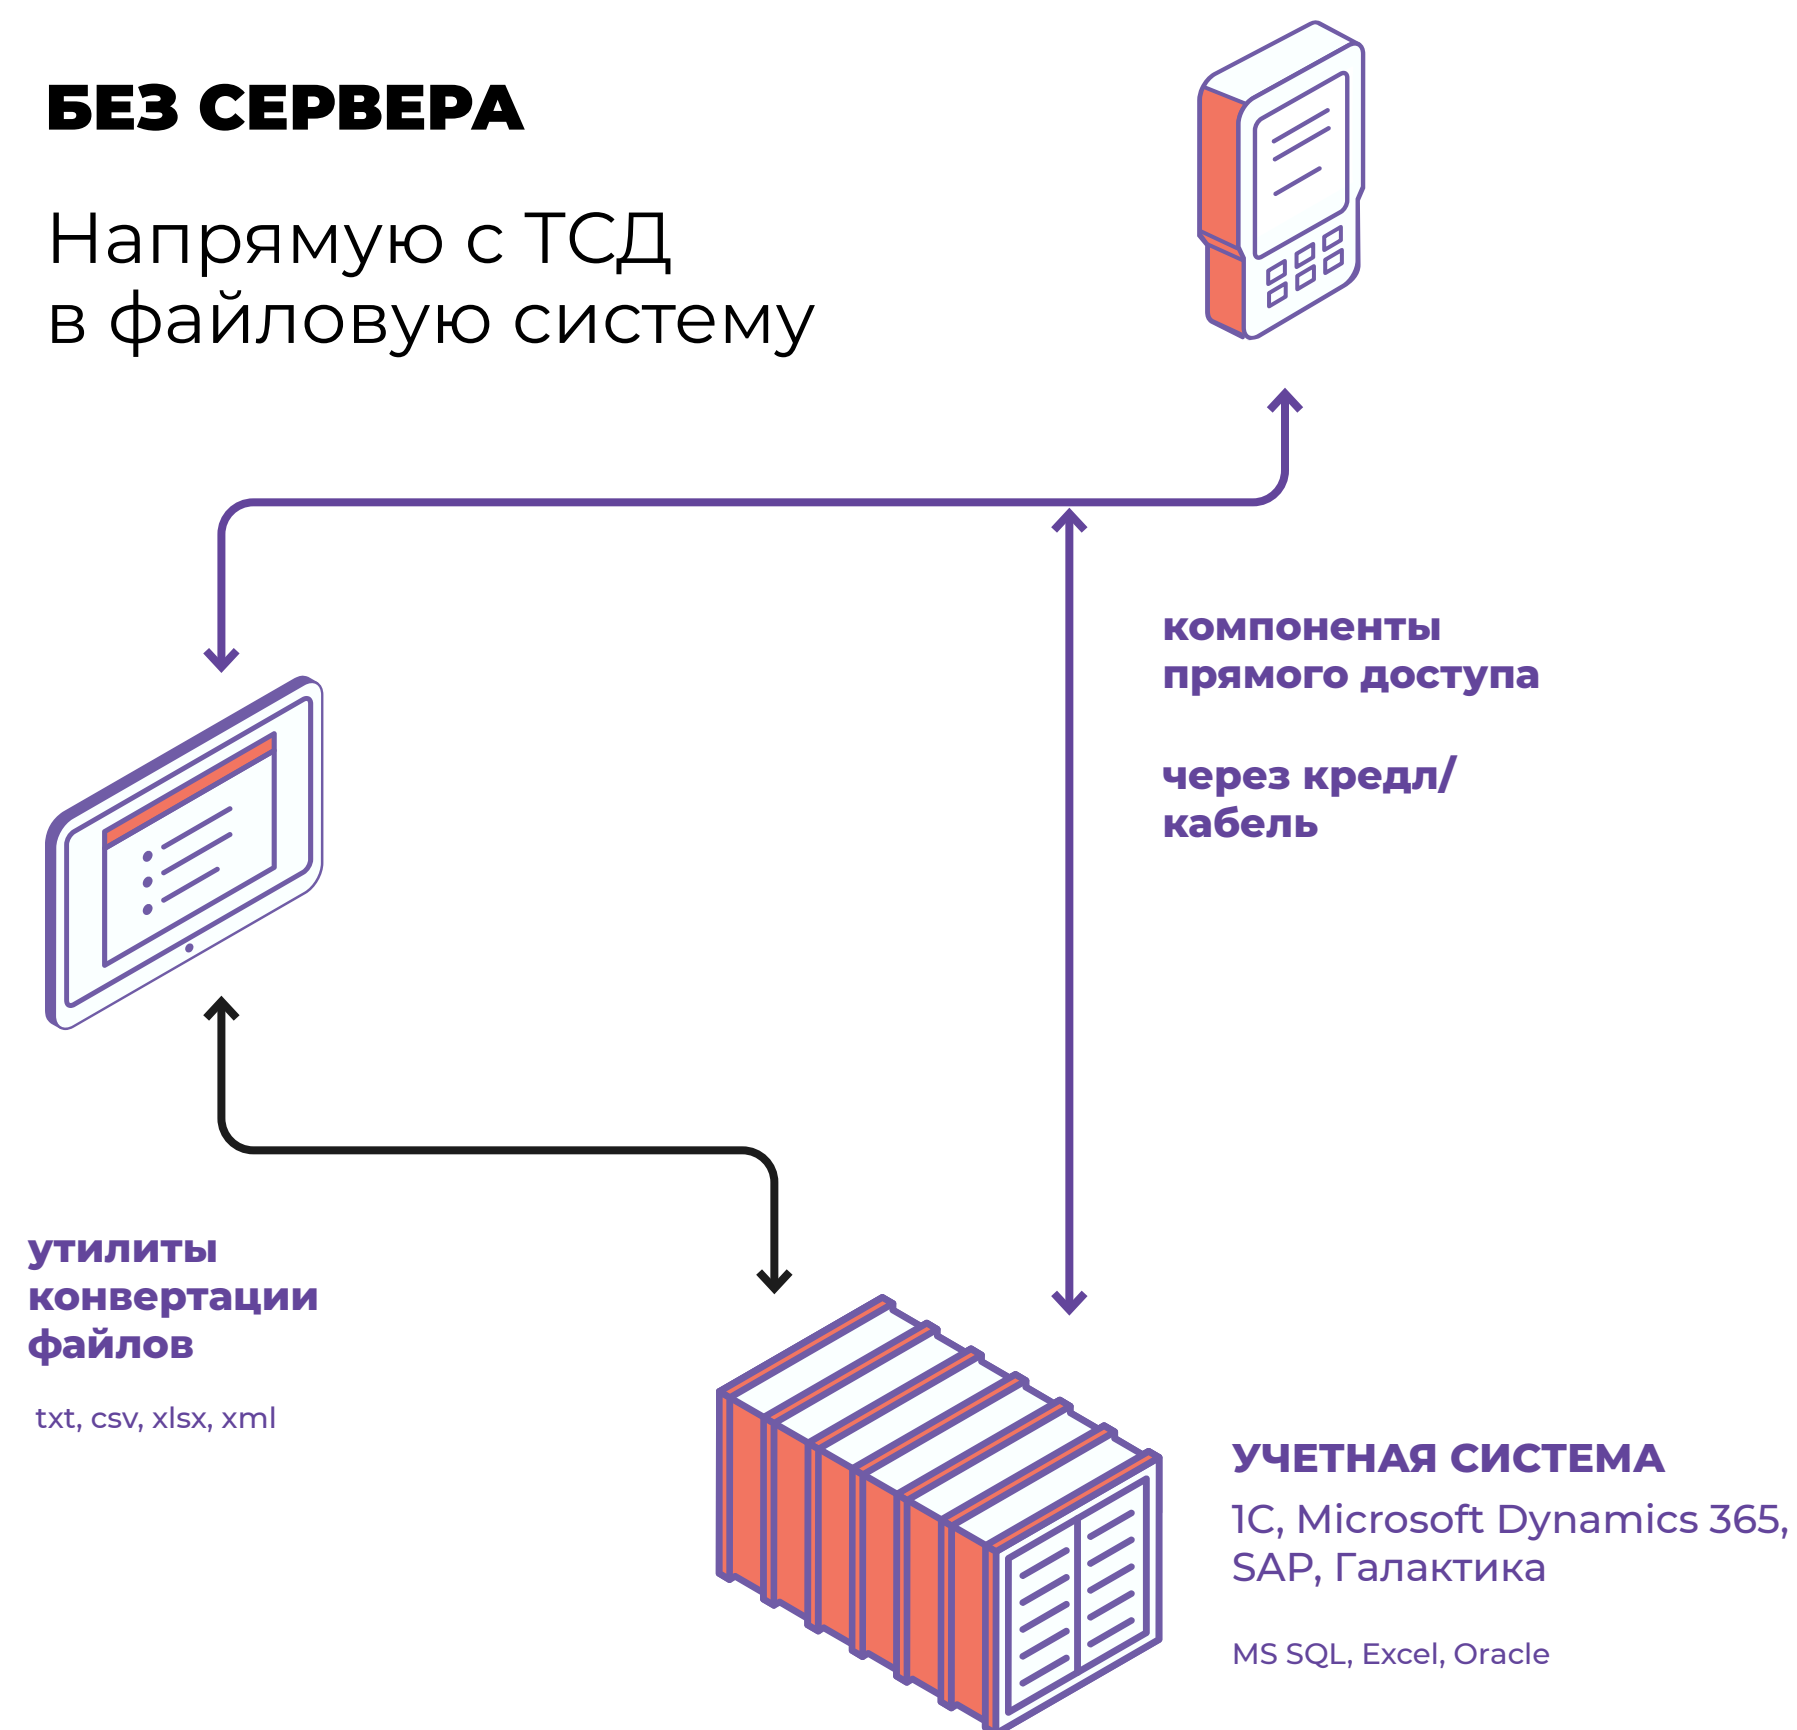 БЕЗ СЕРВЕРА
Напрямую с ТСД
в файловую систему
компоненты
прямого доступа
через кредл/
кабель
утилиты
конвертации
файлов
txt, csv, xlsx, xml
УЧЕТНАЯ СИСТЕМА
1С, Microsoft Dynamics 365,
SAP, Галактика
MS SQL, Excel, Oracle